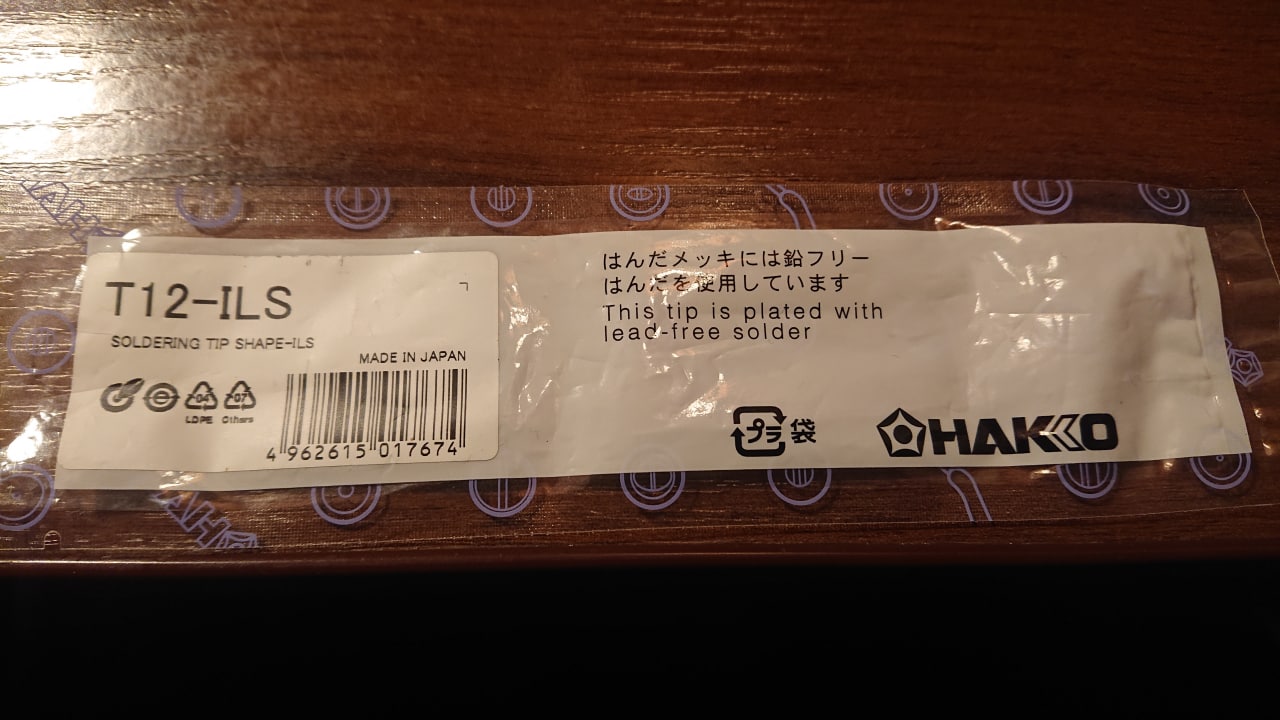 T12-ILS
SOLDERING TIP SHAPE-ILS
MADE IN JAPAN
04
LDPE
07
Others
4 962615 017674
はんだメッキには鉛フリー
はんだを使用しています
This tip is plated with
lead-free solder
プラ 袋
HAKKO